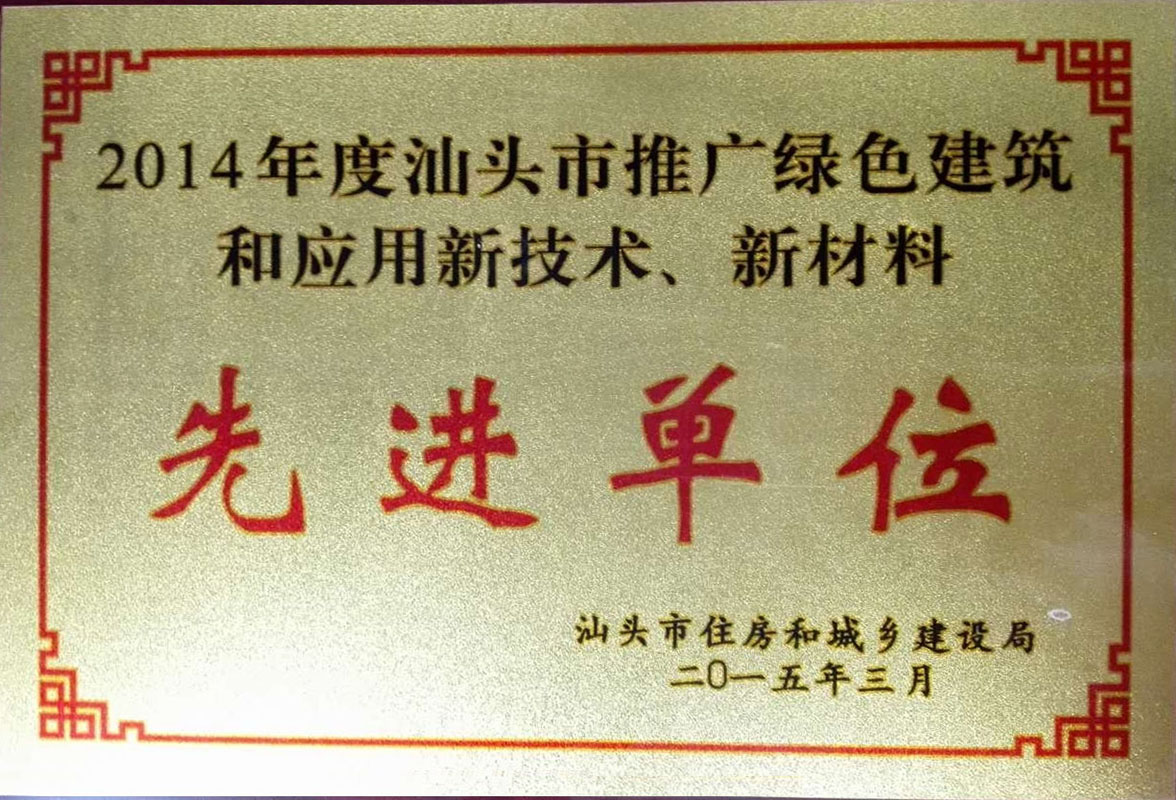 2014年度汕头市推广绿色建筑
和应用新技术、新材料
先进单位
汕头市住房和城乡建设局
二〇一五年三月